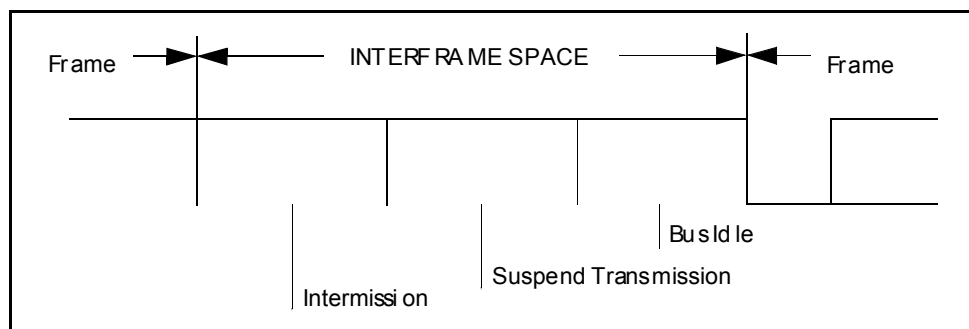 Frame
INTERFRAME SPACE
Frame
Bus Idle
Suspend Transmission
Intermission